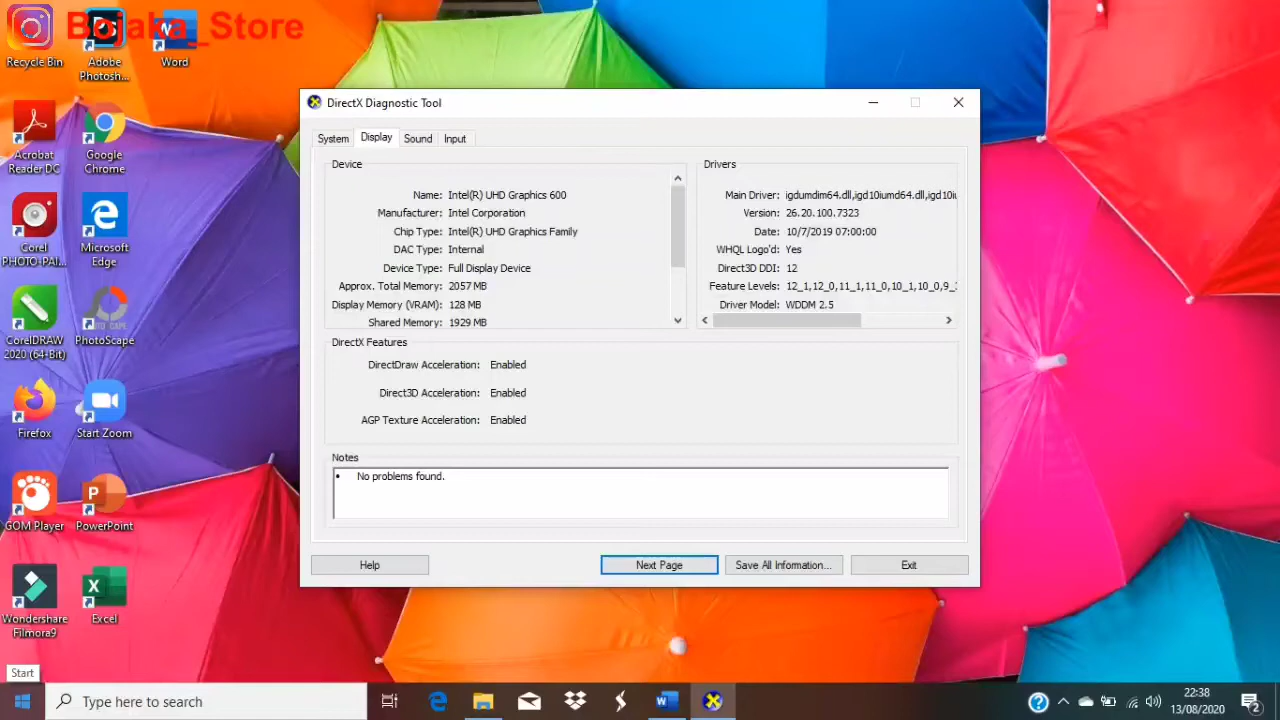 Bojaka_Store
Recycle Bin
Adobe
Photosh...
Word
Acrobat
Reader DC
Google
Chrome
Corel
PHOTO-PAI...
Microsoft
Edge
CorelDRAW
2020 (64-Bit)
PhotoScape
Firefox
Start Zoom
GOM Player
PowerPoint
Wondershare
Filmora9
Excel
DirectX Diagnostic Tool
System Display Sound Input
Device
Name: Intel(R) UHD Graphics 600
Manufacturer: Intel Corporation
Chip Type: Intel(R) UHD Graphics Family
DAC Type: Internal
Device Type: Full Display Device
Approx. Total Memory: 2057 MB
Display Memory (VRAM): 128 MB
Shared Memory: 1929 MB
Drivers
Main Driver: igdumdim64.dll,igd10iumd64.dll,igd10iu
Version: 26.20.100.7323
Date: 10/7/2019 07:00:00
WHQL Logo'd: Yes
Direct3D DDI: 12
Feature Levels: 12_1,12_0,11_1,11_0,10_1,10_0,9_3
Driver Model: WDDM 2.5
DirectX Features
DirectDraw Acceleration: Enabled
Direct3D Acceleration: Enabled
AGP Texture Acceleration: Enabled
Notes
• No problems found.
Help
Next Page
Save All Information...
Exit
Start
Type here to search
22:38
13/08/2020
2